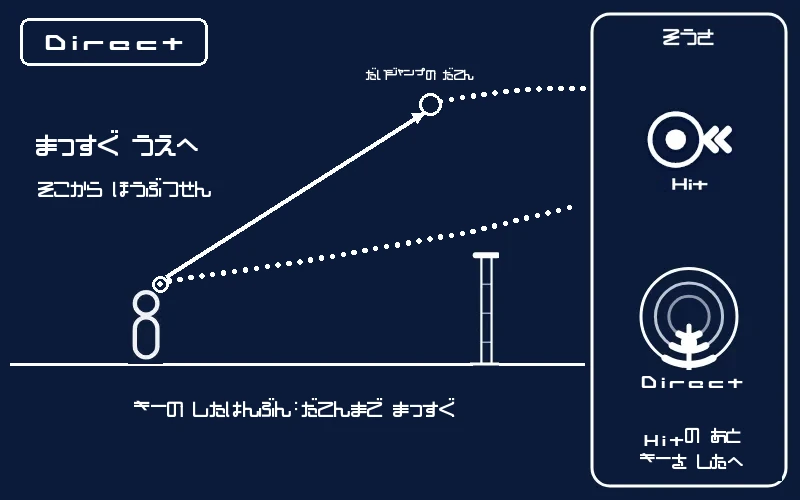 Direct
だいジャンプの だてん
まっすぐ うえへ
そこから ほうぶつせん
キーの したはんぶん:だてんまで まっすぐ
そうさ
Hit
Direct
Hitの あと
キーを したへ